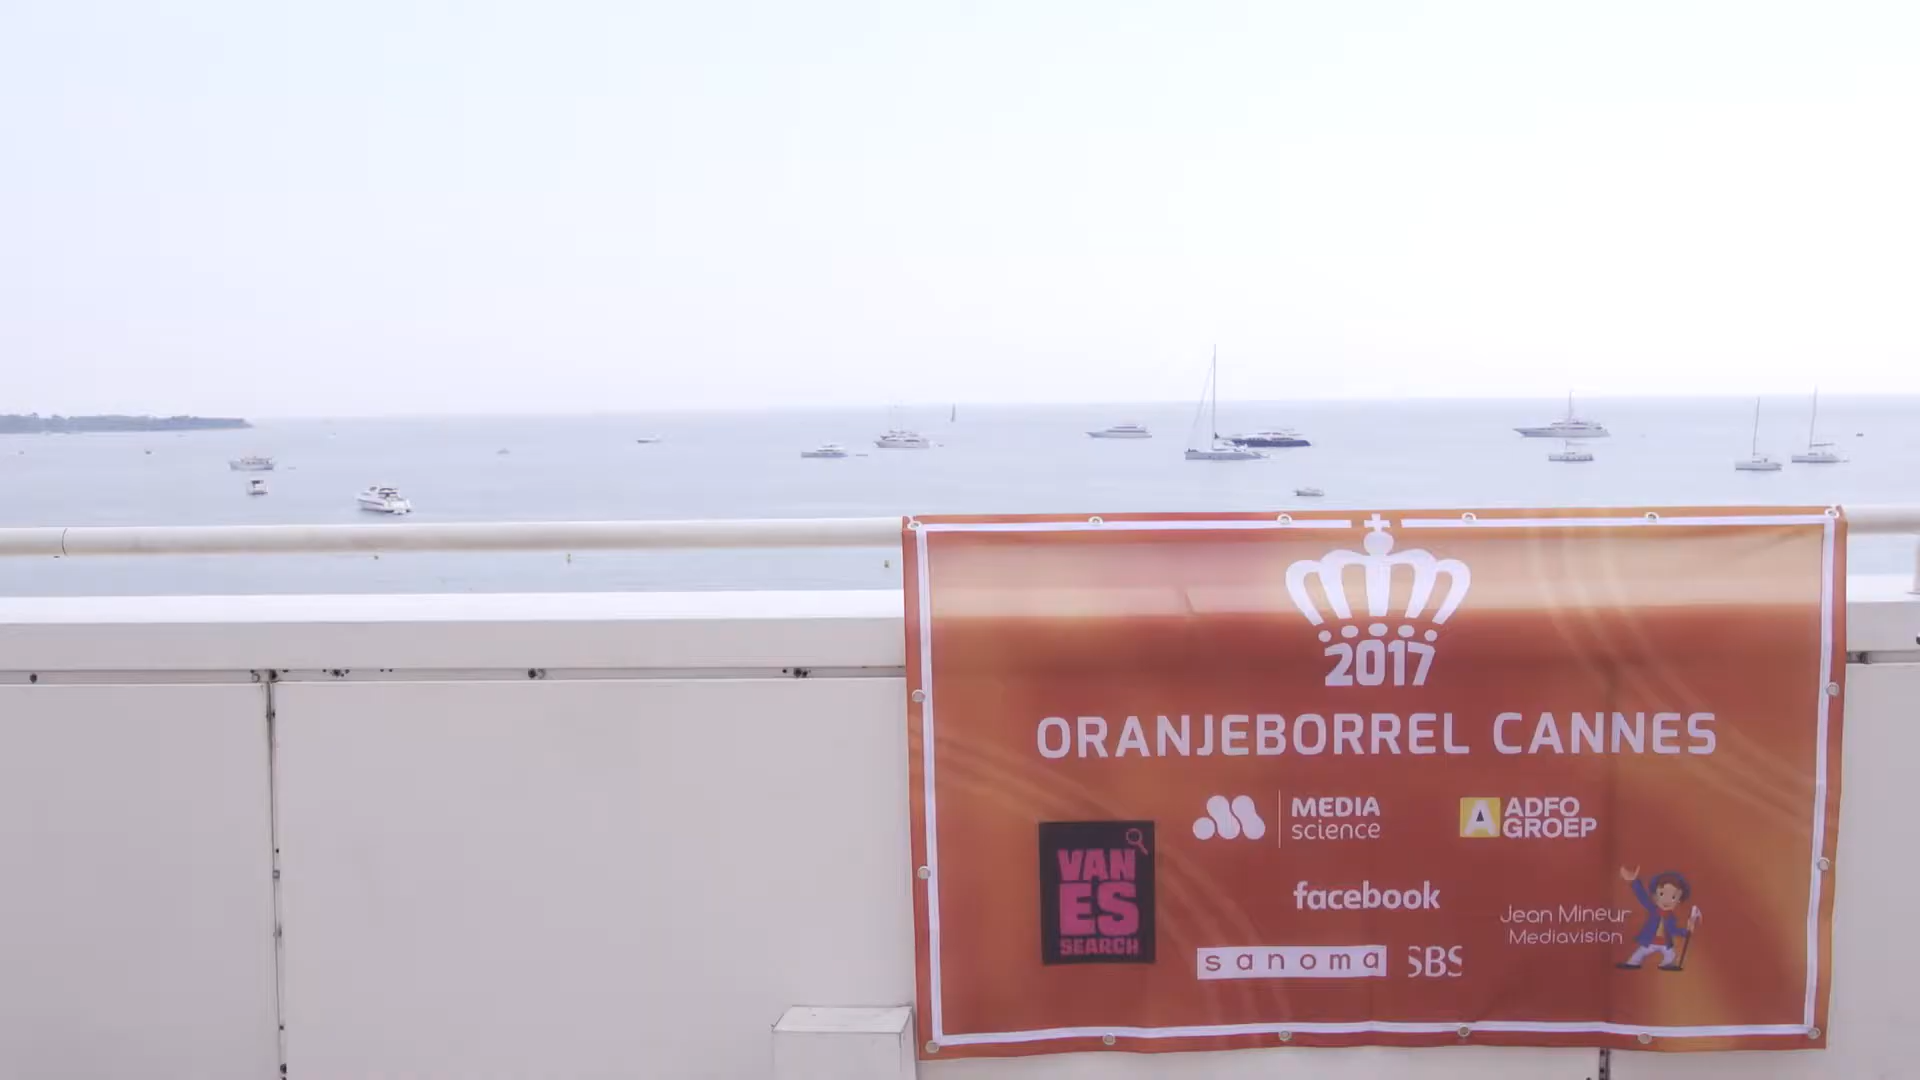 2017
ORANJEBORREL CANNES
MEDIA
science
ADFO
GROEP
VAN
ES
SEARCH
facebook
Jean Mineur
Mediavision
sanoma
SBS